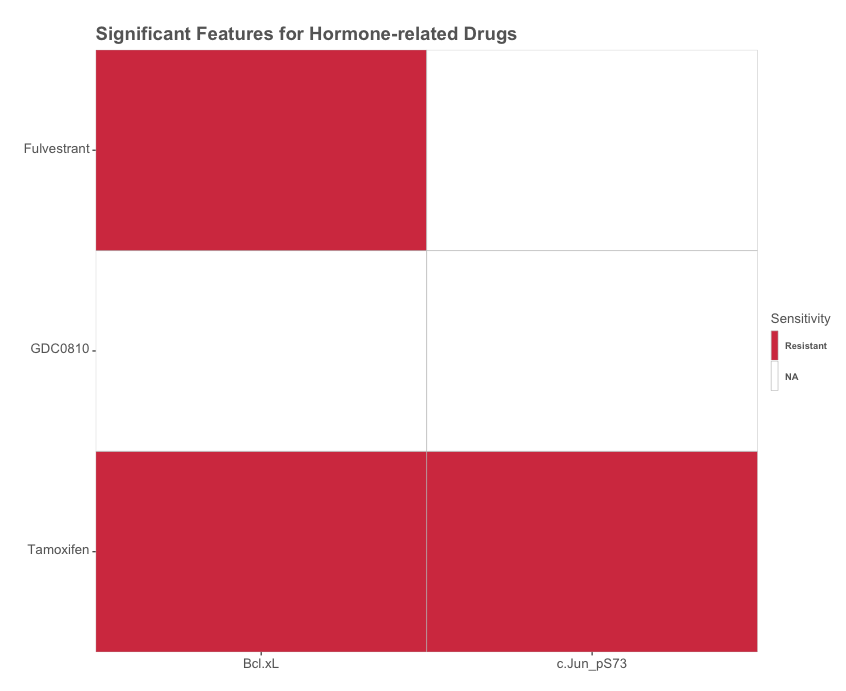 Significant Features for Hormone-related Drugs
Fulvestrant
GDC0810
Tamoxifen
Bcl.xL
c.Jun_pS73
Sensitivity
Resistant
NA